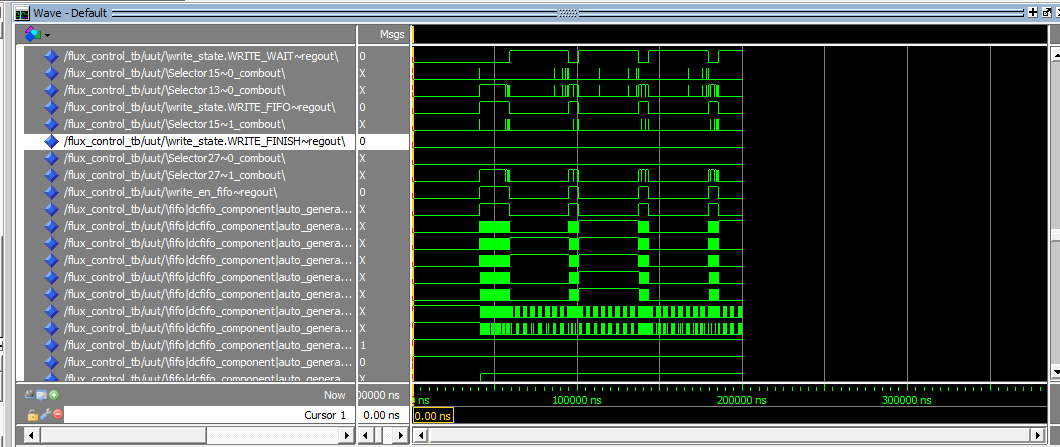 Wave - Default
Msgs
/flux_control_tb/uut/\write_state.WRITE_WAIT~regout\ 0
/flux_control_tb/uut/\Selector15~0_combout\ X
/flux_control_tb/uut/\Selector13~0_combout\ X
/flux_control_tb/uut/\write_state.WRITE_FIFO~regout\ 0
/flux_control_tb/uut/\Selector15~1_combout\ X
/flux_control_tb/uut/\write_state.WRITE_FINISH~regout\ 0
/flux_control_tb/uut/\Selector27~0_combout\ X
/flux_control_tb/uut/\Selector27~1_combout\ X
/flux_control_tb/uut/\write_en_fifo~regout\ 0
/flux_control_tb/uut/\fifo|dcfifo_component|auto_genera... X
/flux_control_tb/uut/\fifo|dcfifo_component|auto_genera... X
/flux_control_tb/uut/\fifo|dcfifo_component|auto_genera... X
/flux_control_tb/uut/\fifo|dcfifo_component|auto_genera... X
/flux_control_tb/uut/\fifo|dcfifo_component|auto_genera... X
/flux_control_tb/uut/\fifo|dcfifo_component|auto_genera... X
/flux_control_tb/uut/\fifo|dcfifo_component|auto_genera... X
/flux_control_tb/uut/\fifo|dcfifo_component|auto_genera... X
/flux_control_tb/uut/\fifo|dcfifo_component|auto_genera... 1
/flux_control_tb/uut/\fifo|dcfifo_component|auto_genera... 0
/flux_control_tb/uut/\fifo|dcfifo_component|auto_genera... X
Now 00000 ns ns 100000 ns 200000 ns 300000 ns
Cursor 1 0.00 ns 0.00 ns